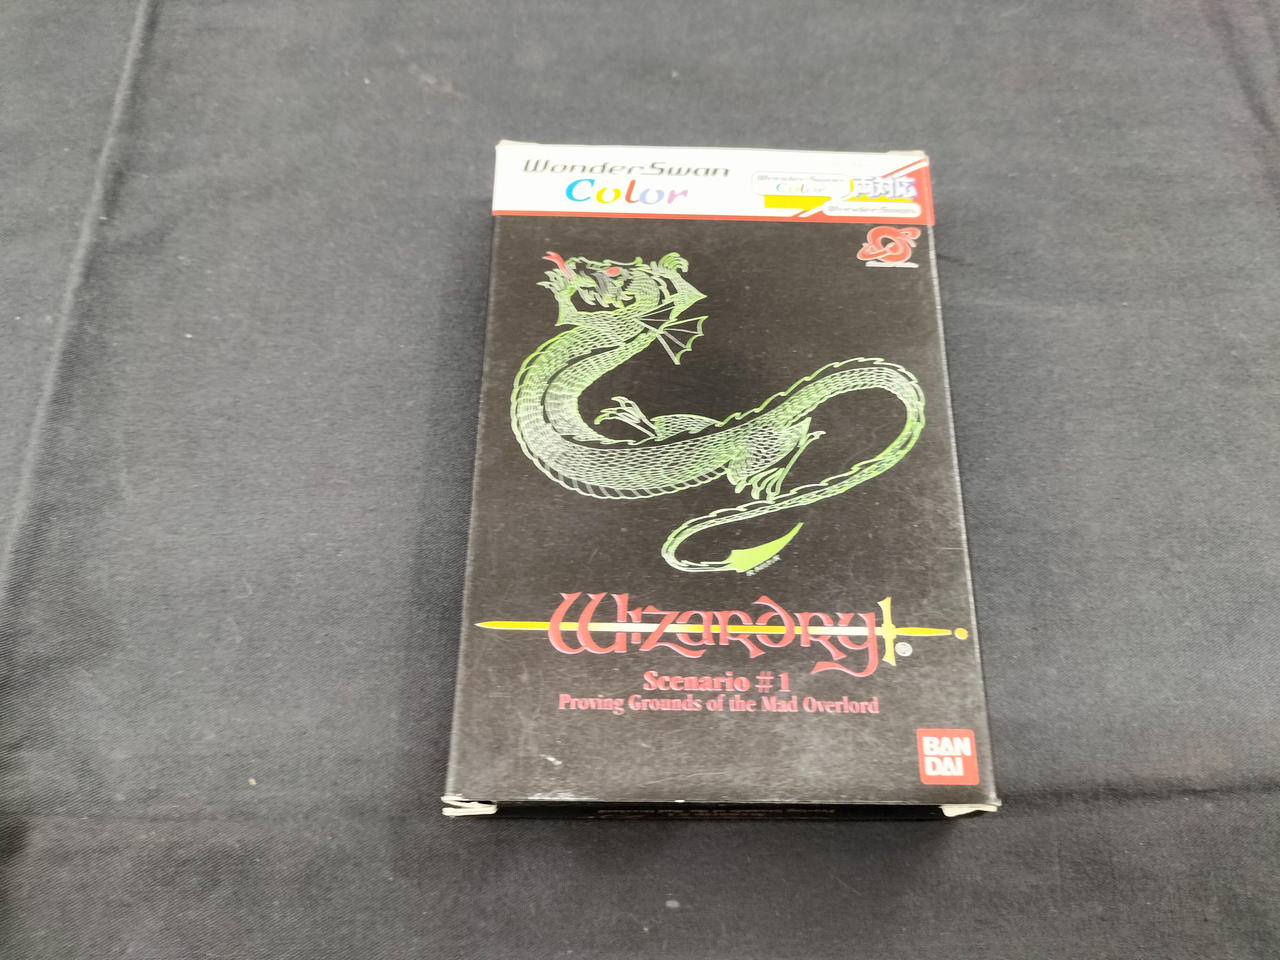 WonderSwan
Color
WonderSwan
Color
両対応
WonderSwan
Wizardry®
Scenario #1
Proving Grounds of the Mad Overlord
BAN
DAI